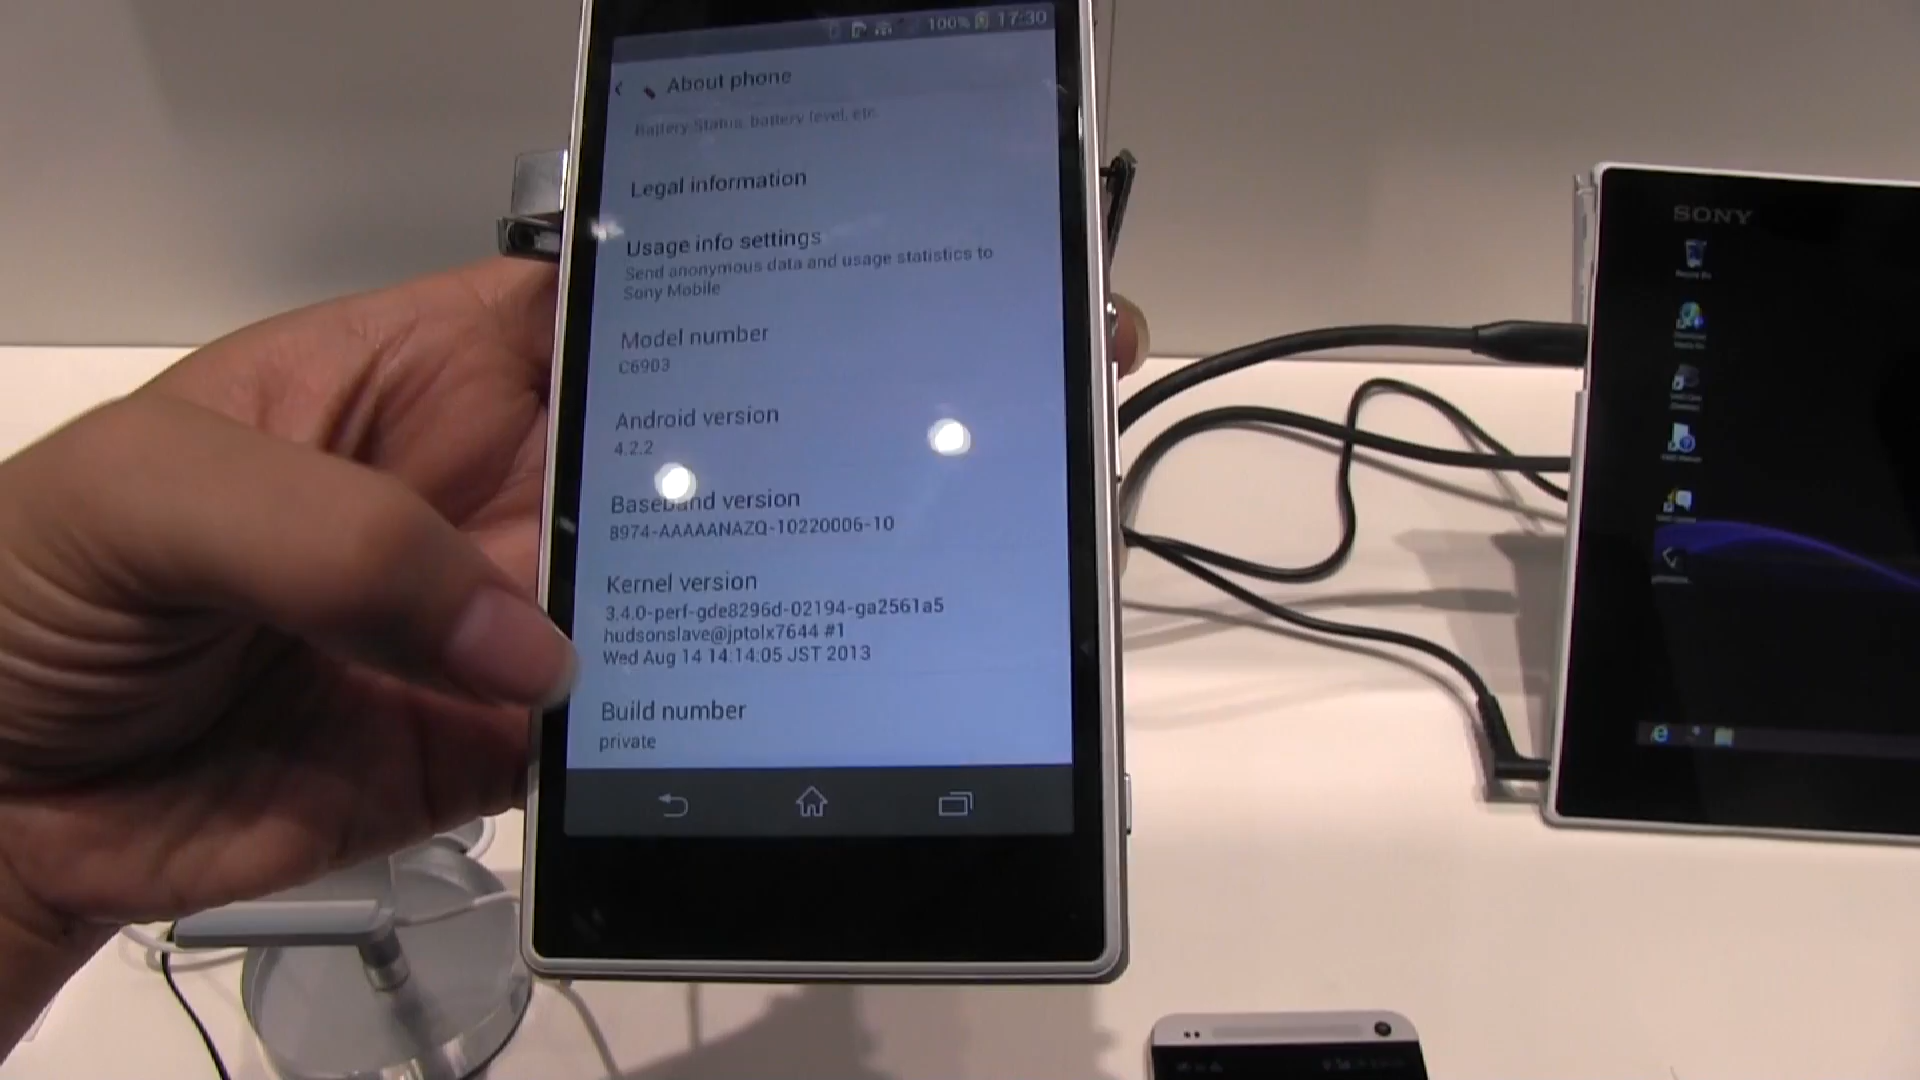 100% 17:30
About phone
Battery Status, battery level, etc.
Legal information
Usage info settings
Send anonymous data and usage statistics to
Sony Mobile
Model number
C6903
Android version
4.2.2
Baseband version
8974-AAAAANAZQ-10220006-10
Kernel version
3.4.0-perf-gde8296d-02194-ga2561a5
hudsonslave@jptolx7644 #1
Wed Aug 14 14:14:05 JST 2013
Build number
private
SONY